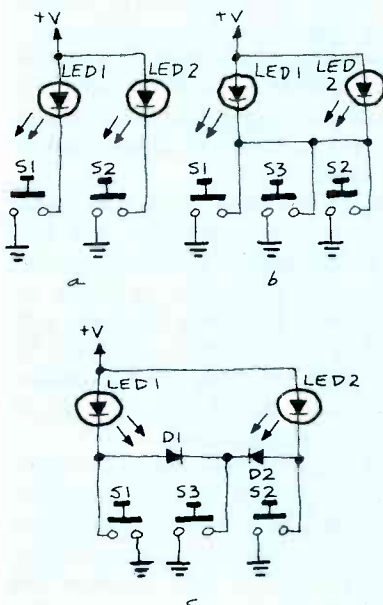 +V
+V
LED1
LED2
LED1
LED
2
S1
S2
S1
S3
S2
a
b
+V
LED1
LED2
D1
D2
S1
S3
S2
c